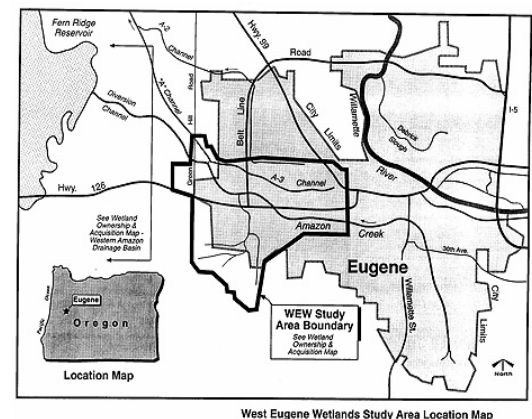 Fern Ridge
Reservoir
A-2
Channel
Hwy. 99
Road
Diversion
Channel
"A" Channel
Road
Hill
Green
Belt Line
City
Limits
Willamette
River
Debrick
Slough
I-5
Hwy. 126
A-3 Channel
Amazon
Creek
See Wetland
Ownership &
Acquisition Map -
Western Amazon
Drainage Basin
30th Ave.
Eugene
Willamette St.
City
Limits
WEW Study
Area Boundary
See Wetland
Ownership &
Acquisition Map
Pacific
Ocean
Eugene
Oregon
Location Map
North
West Eugene Wetlands Study Area Location Map